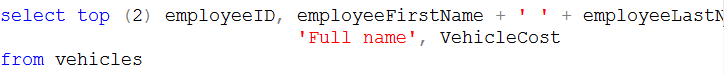 select top (2) employeeID, employeeFirstName + ' ' + employeeLastN
'Full name', VehicleCost
from vehicles